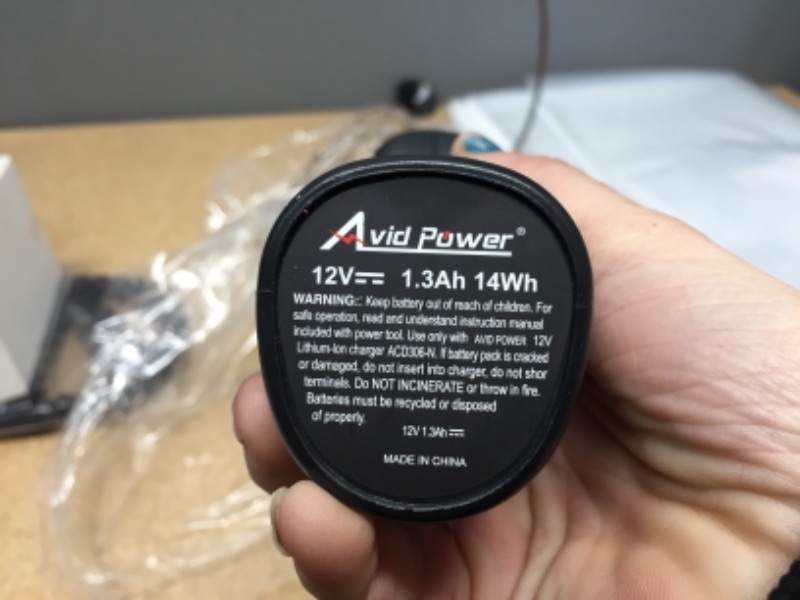 Avid Power®
12V⎓ 1.3Ah 14Wh
WARNING:: Keep battery out of reach of children. For
safe operation, read and understand instruction manual
included with power tool. Use only with AVID POWER 12V
Lithium-Ion charger ACD306-N. If battery pack is cracked
or damaged, do not insert into charger, do not shor
terminals. Do NOT INCINERATE or throw in fire.
Batteries must be recycled or disposed
of properly.
12V 1.3Ah⎓
MADE IN CHINA